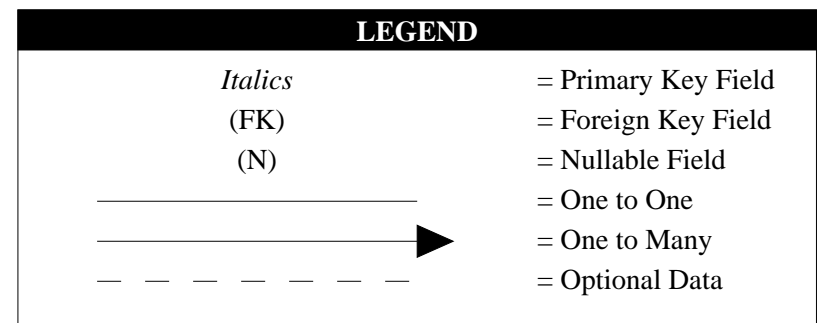 LEGEND
Italics = Primary Key Field
(FK) = Foreign Key Field
(N) = Nullable Field
= One to One
= One to Many
= Optional Data